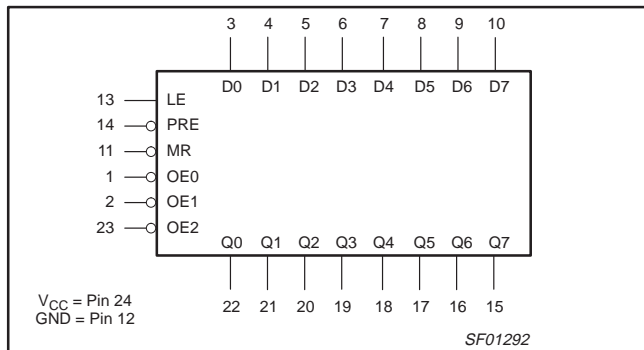 3 4 5 6 7 8 9 10
D0 D1 D2 D3 D4 D5 D6 D7
13 LE
14 PRE
11 MR
1 OE0
2 OE1
23 OE2
Q0 Q1 Q2 Q3 Q4 Q5 Q6 Q7
22 21 20 19 18 17 16 15
VCC = Pin 24
GND = Pin 12
SF01292